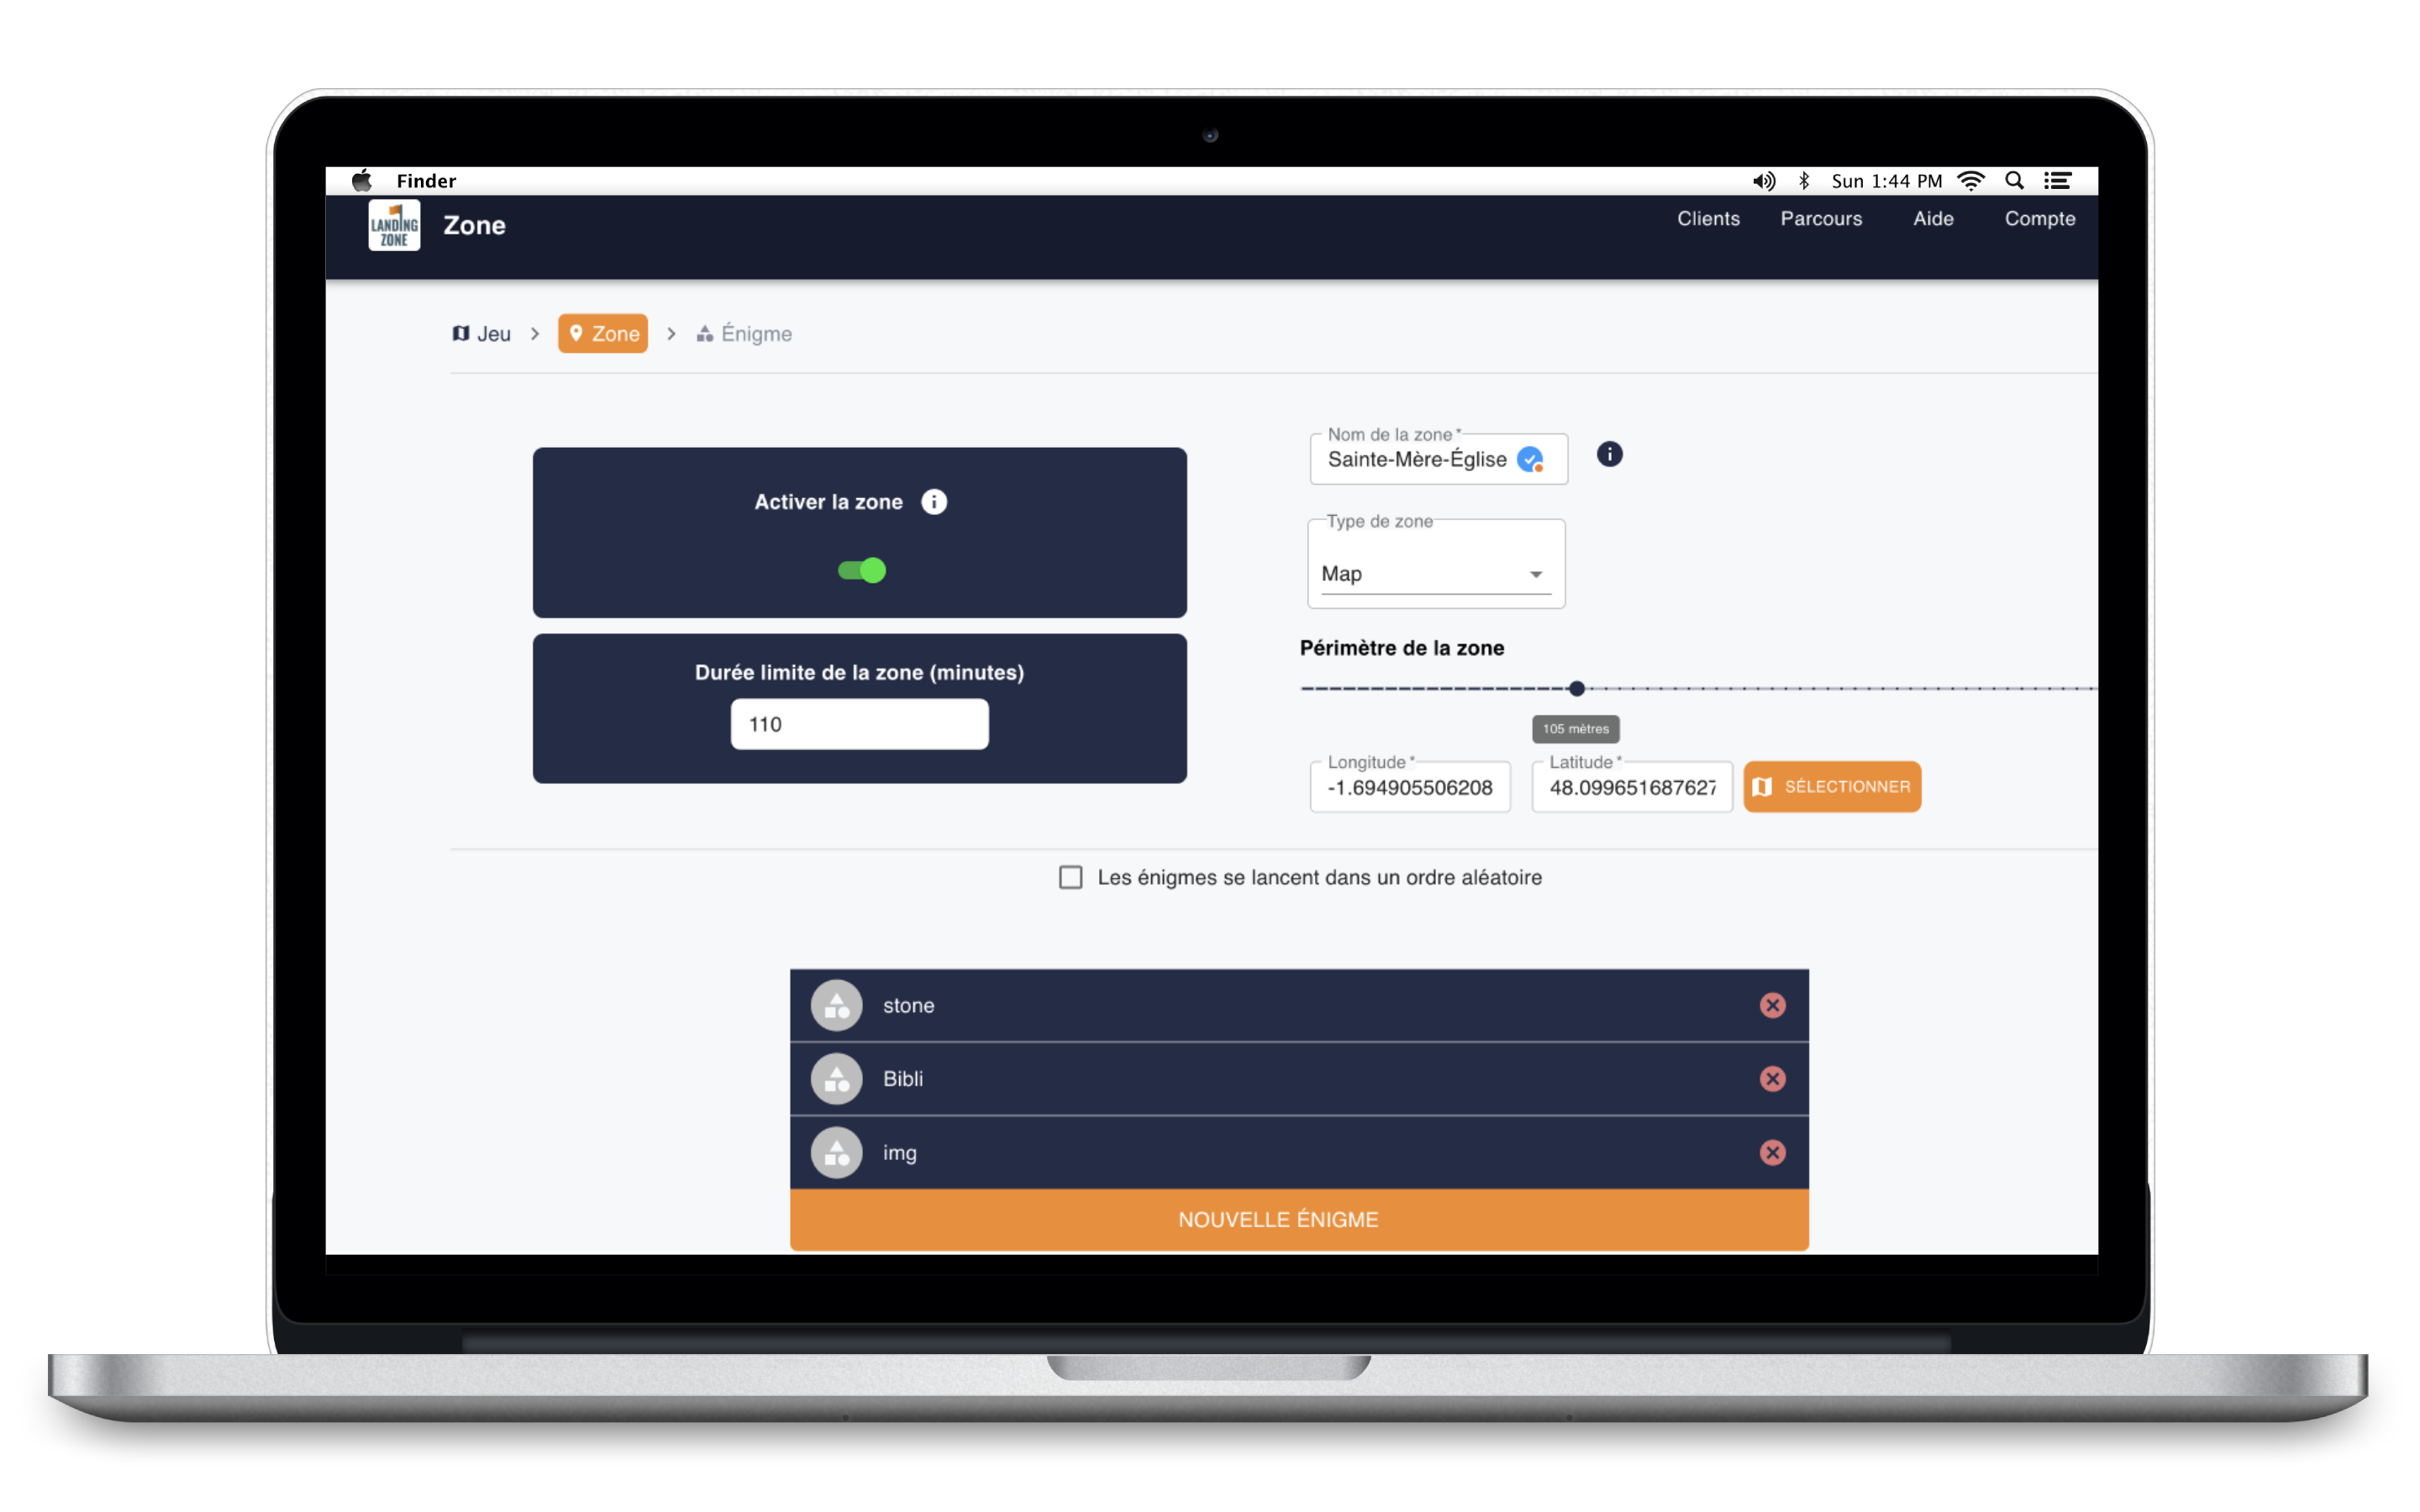 Finder
Sun 1:44 PM
LANDING
ZONE
Zone
Clients
Parcours
Aide
Compte
Jeu > Zone > Énigme
Activer la zone i
Durée limite de la zone (minutes)
110
Nom de la zone *
Sainte-Mère-Église
i
Type de zone
Map
Périmètre de la zone
105 mètres
Longitude *
-1.694905506208
Latitude *
48.099651687627
SÉLECTIONNER
Les énigmes se lancent dans un ordre aléatoire
stone
Bibli
img
NOUVELLE ÉNIGME